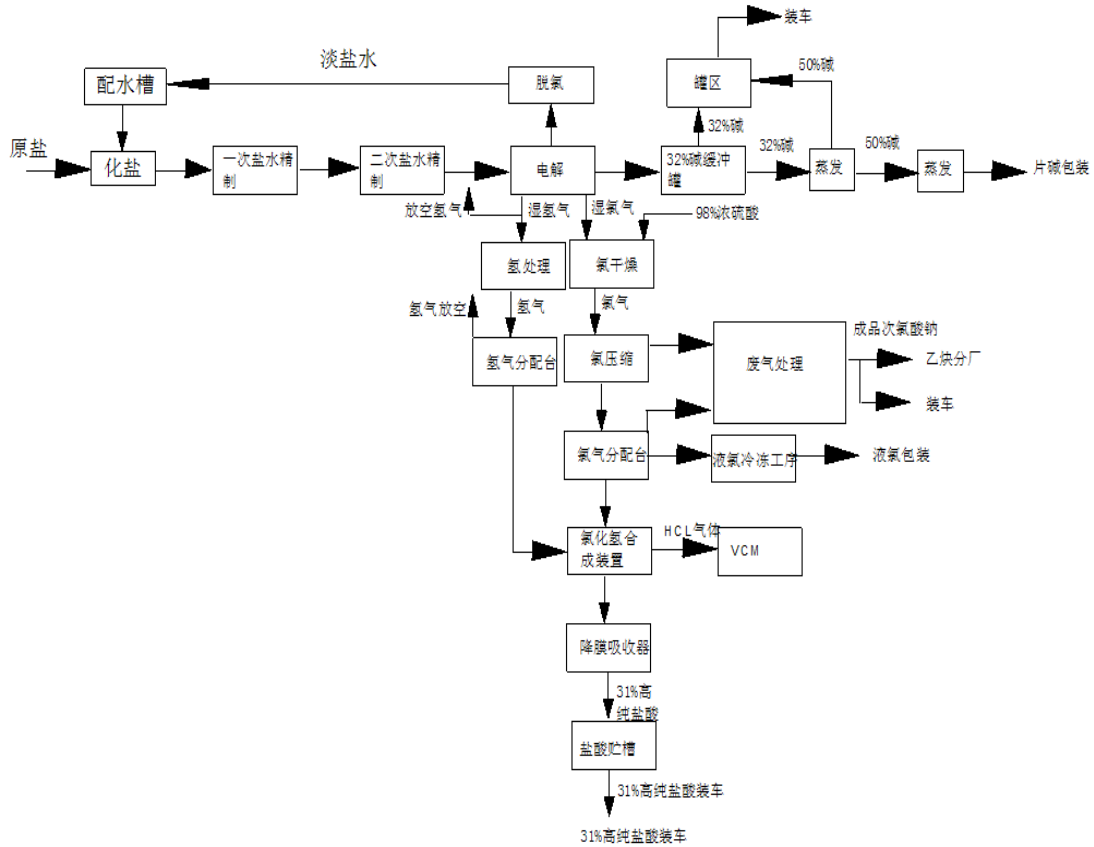 装车
淡盐水
50%碱
配水槽
脱氯
罐区
32%碱
原盐
化盐
一次盐水精
制
二次盐水精
制
电解
32%碱缓冲
罐
32%碱
蒸发
50%碱
蒸发
片碱包装
放空氢气
湿氢气
湿氯气
98%浓硫酸
氢处理
氯干燥
氢气放空
氢气
氯气
氢气分配台
氯压缩
废气处理
成品次氯酸钠
乙炔分厂
装车
氯气分配台
液氯冷冻工序
液氯包装
氯化氢合
成装置
HCL气体
VCM
降膜吸收器
31%高
纯盐酸
盐酸贮槽
31%高纯盐酸装车
31%高纯盐酸装车